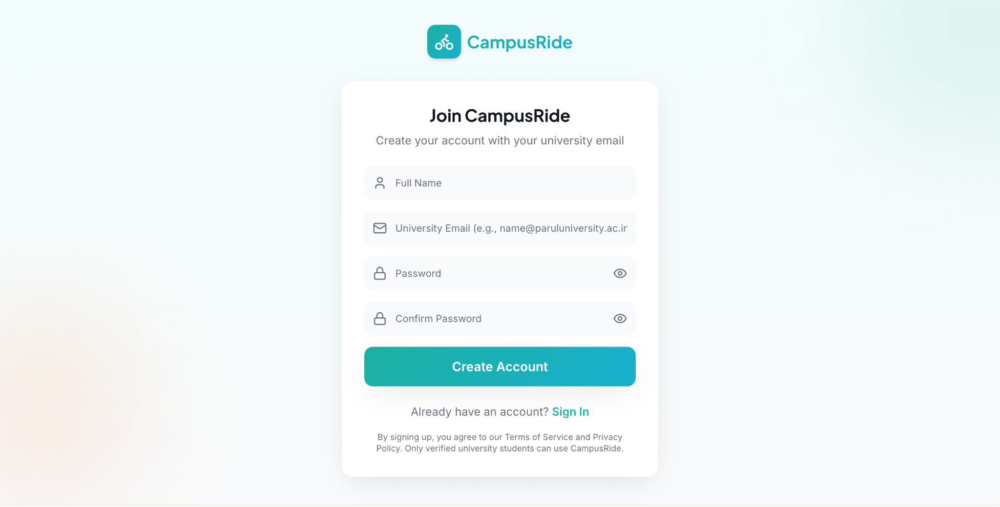 CampusRide
Join CampusRide
Create your account with your university email
Full Name
University Email (e.g., name@paruluniversity.ac.in
Password
Confirm Password
Create Account
Already have an account? Sign In
By signing up, you agree to our Terms of Service and Privacy
Policy. Only verified university students can use CampusRide.